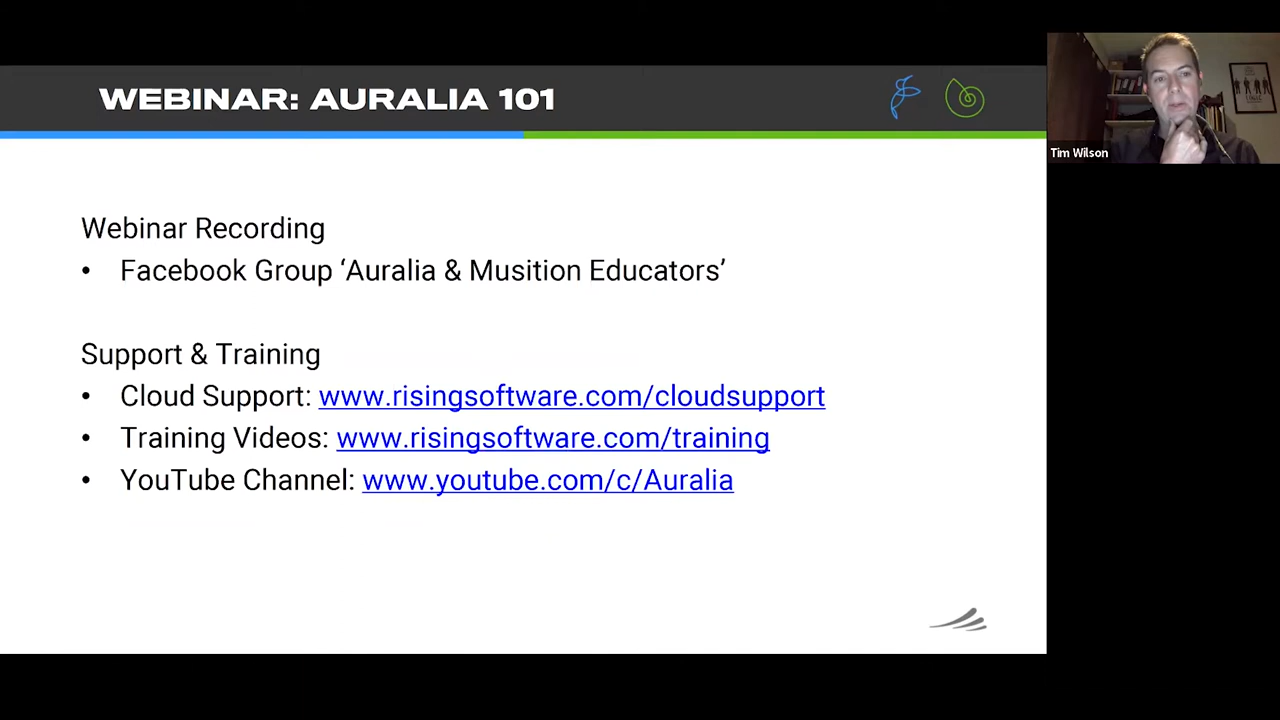 WEBINAR: AURALIA 101
Tim Wilson
Webinar Recording
• Facebook Group ‘Auralia & Musition Educators’
Support & Training
• Cloud Support: www.risingsoftware.com/cloudsupport
• Training Videos: www.risingsoftware.com/training
• YouTube Channel: www.youtube.com/c/Auralia